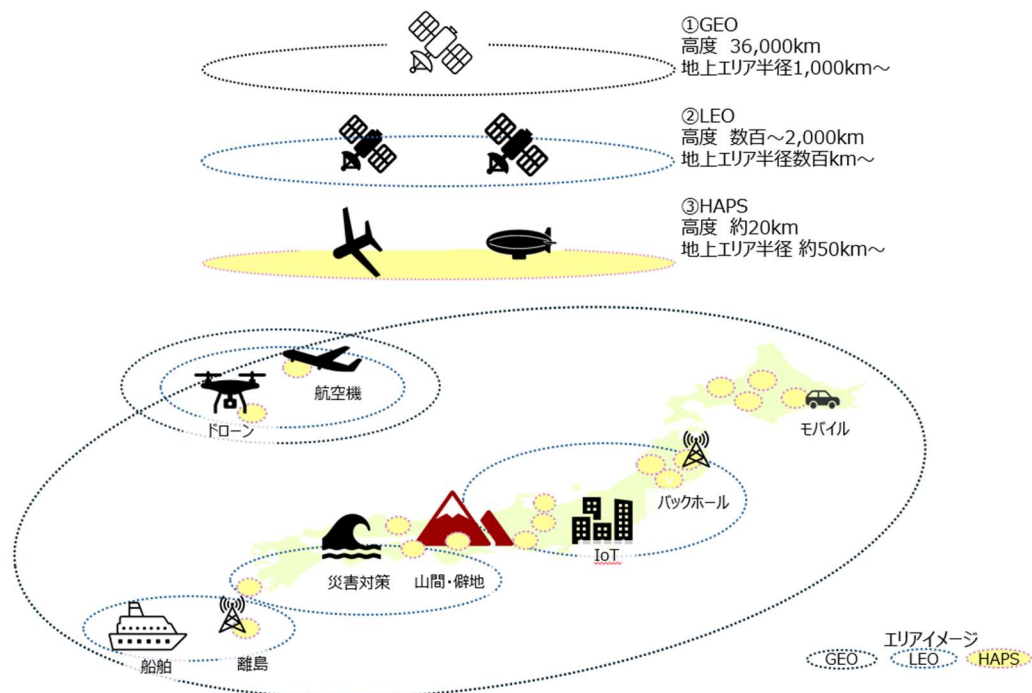 ①GEO
高度 36,000km
地上エリア半径1,000km～
②LEO
高度 数百～2,000km
地上エリア半径数百km～
③HAPS
高度 約20km
地上エリア半径 約50km～
航空機
ドローン
モバイル
バックホール
IoT
災害対策
山間・僻地
船舶
離島
エリアイメージ
GEO
LEO
HAPS